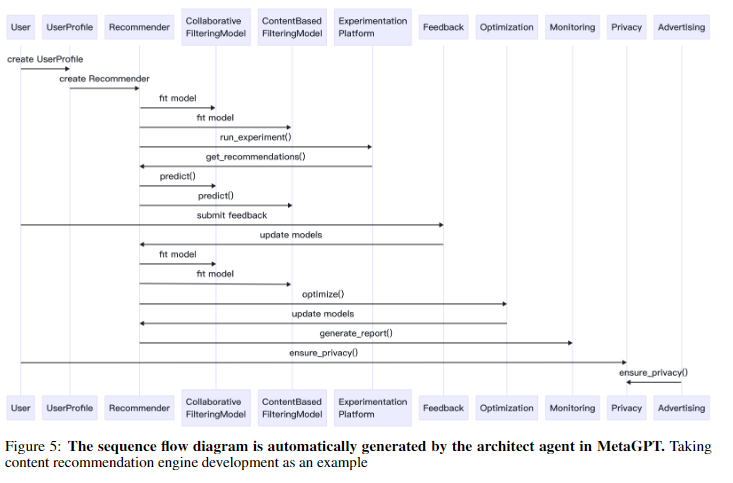 User UserProfile Recommender Collaborative FilteringModel ContentBased FilteringModel Experimentation Platform Feedback Optimization Monitoring Privacy Advertising
create UserProfile
create Recommender
fit model
fit model
run_experiment()
get_recommendations()
predict()
predict()
submit feedback
update models
fit model
fit model
optimize()
update models
generate_report()
ensure_privacy()
ensure_privacy()
User UserProfile Recommender Collaborative FilteringModel ContentBased FilteringModel Experimentation Platform Feedback Optimization Monitoring Privacy Advertising
Figure 5: The sequence flow diagram is automatically generated by the architect agent in MetaGPT. Taking
content recommendation engine development as an example